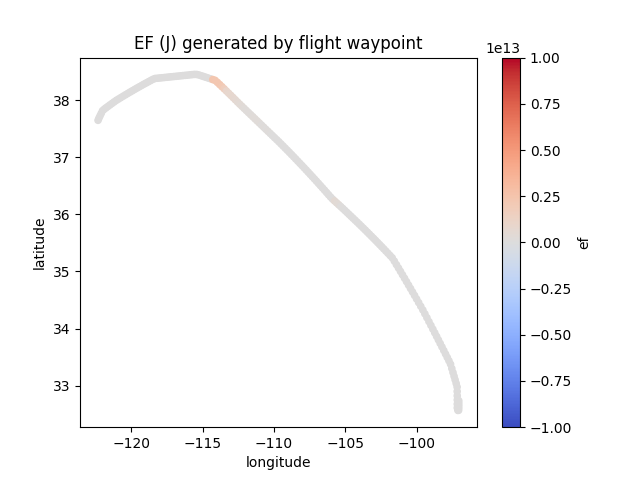 EF (J) generated by flight waypoint
1e13
1.00
0.75
0.50
0.25
0.00
−0.25
−0.50
−0.75
−1.00
ef
38
37
36
35
34
33
latitude
−120 −115 −110 −105 −100
longitude